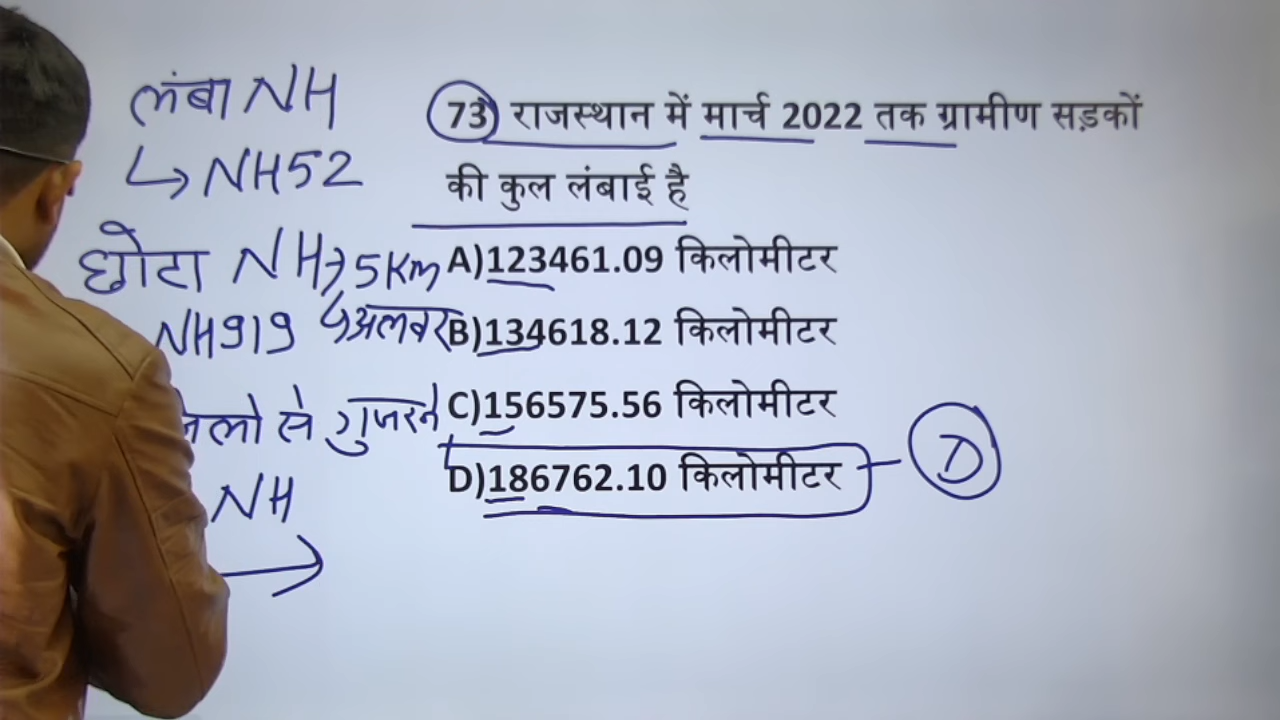 लंबा NH
↳ NH52
छोटा NH → 5Km
NH919 ↳ अलबर
जिलो से गुजरने
NH
73) राजस्थान में मार्च 2022 तक ग्रामीण सड़कों
की कुल लंबाई है
A)123461.09 किलोमीटर
B)134618.12 किलोमीटर
C)156575.56 किलोमीटर
D)186762.10 किलोमीटर
D